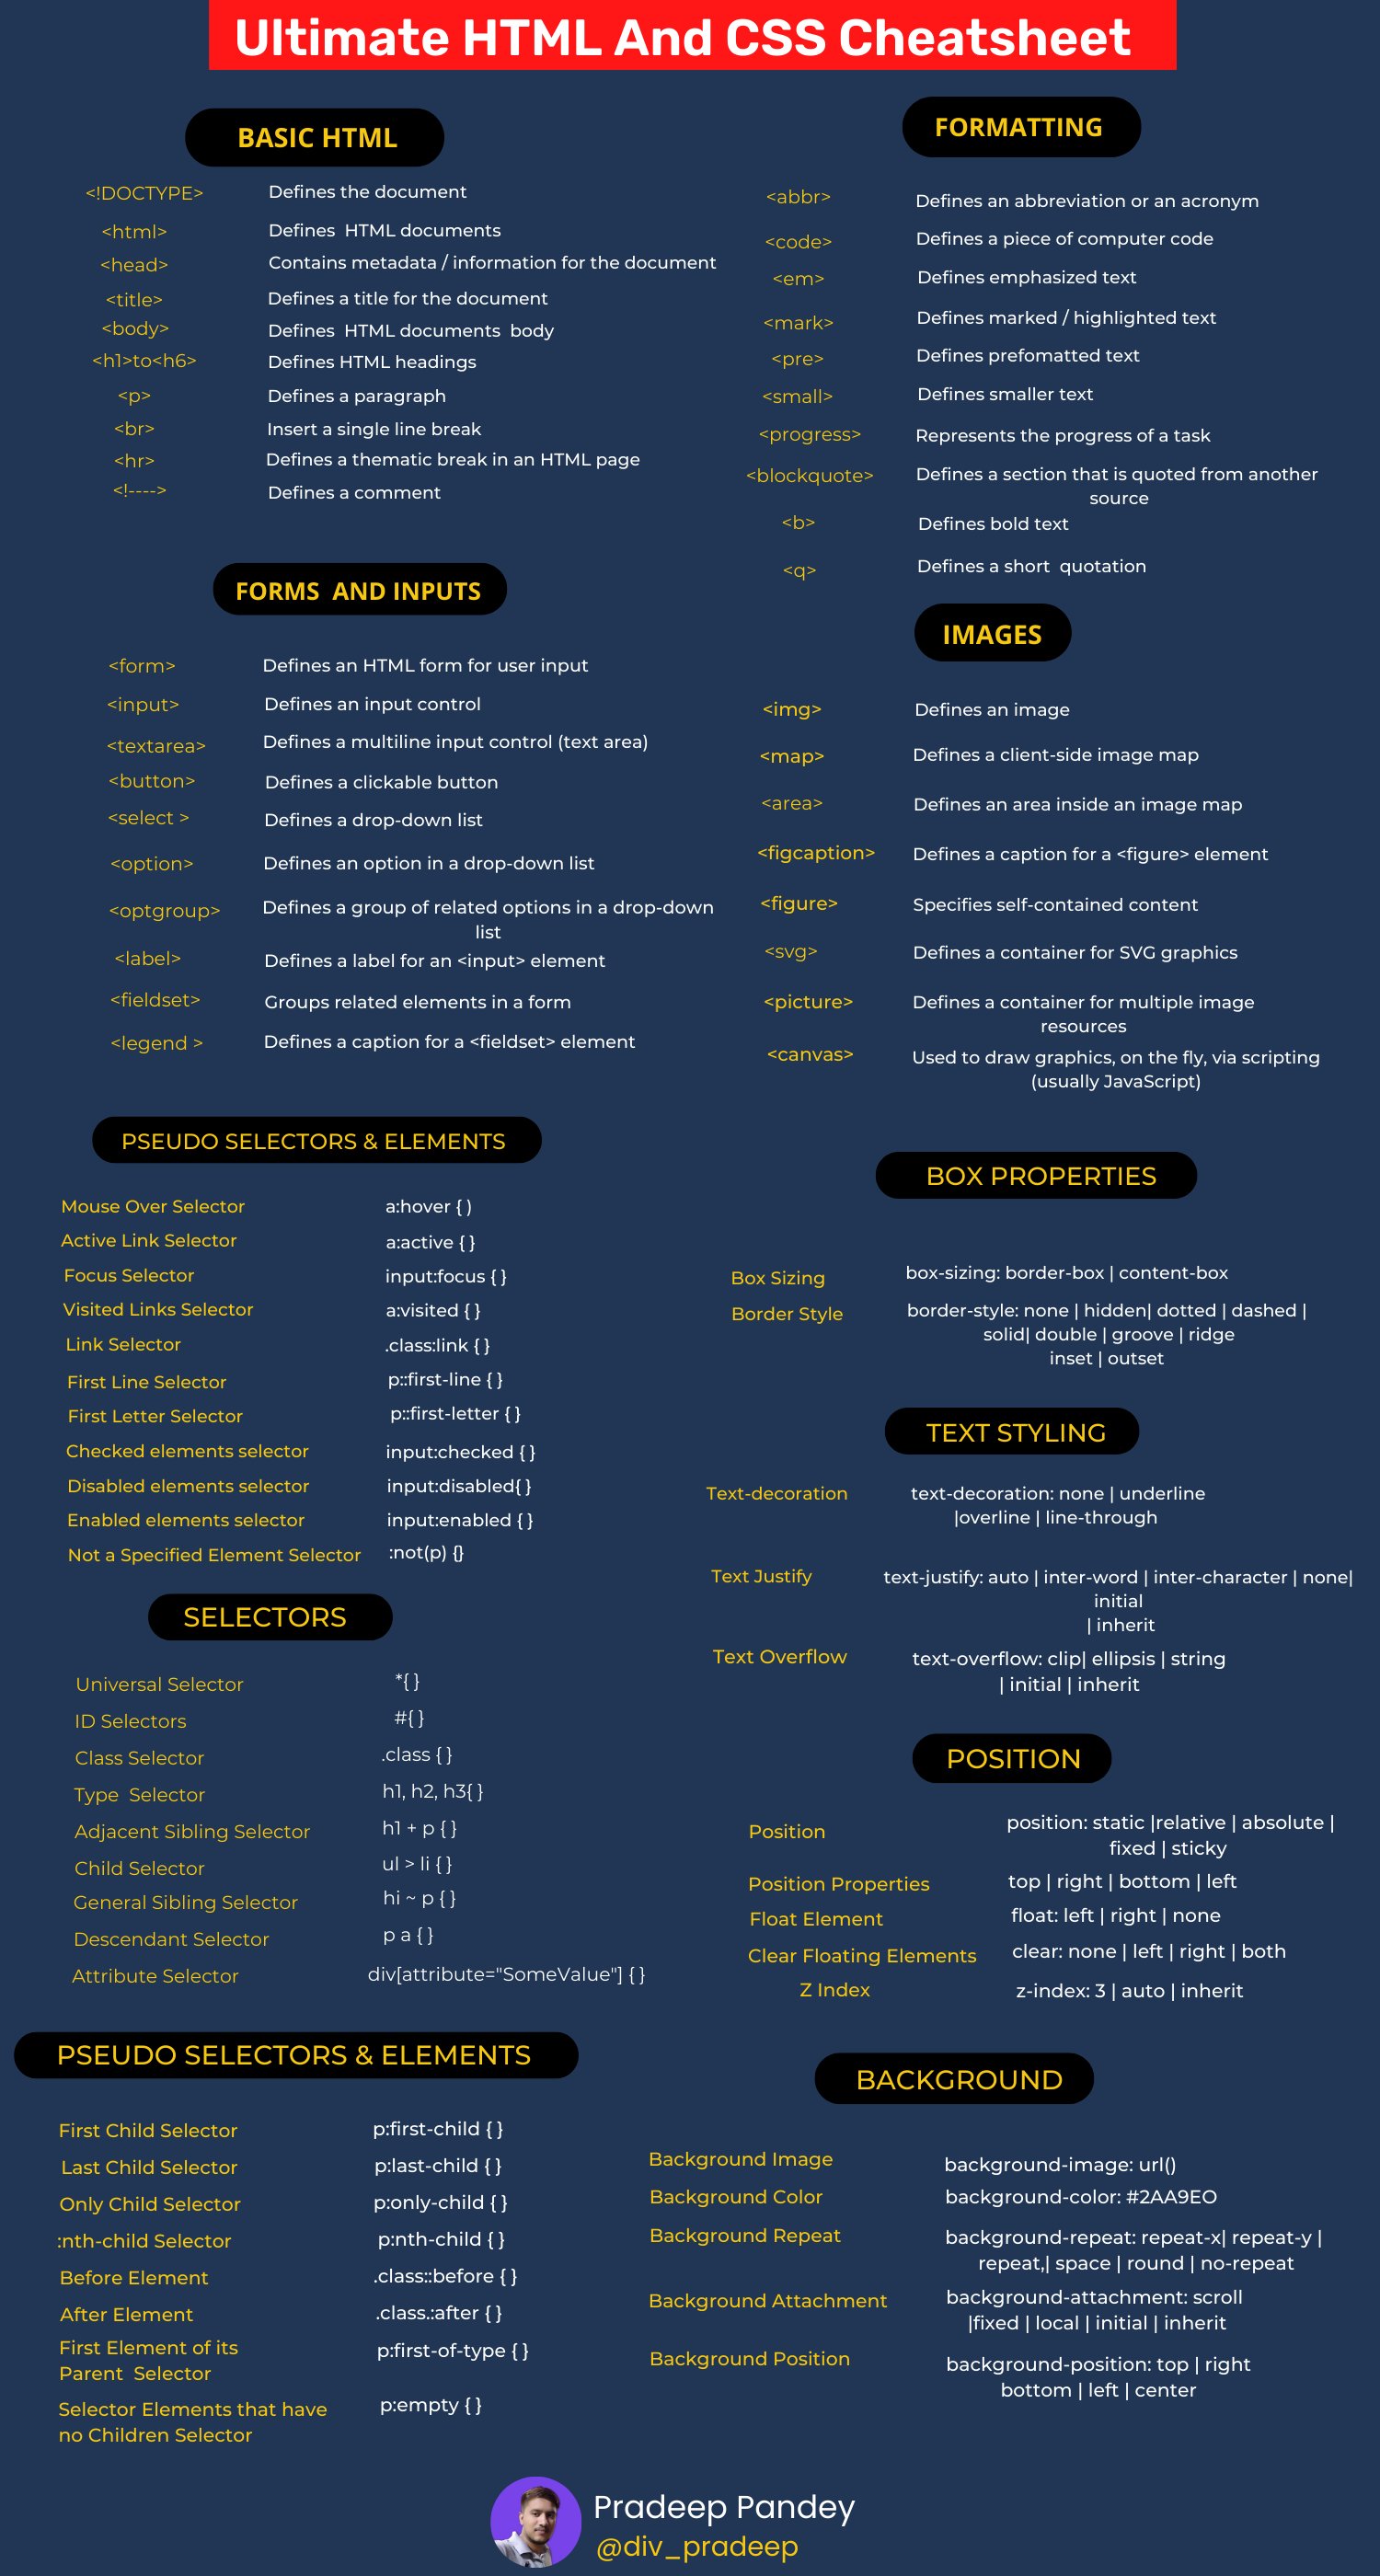 Ultimate HTML And CSS Cheatsheet
BASIC HTML
<!DOCTYPE> Defines the document
<html> Defines HTML documents
<head> Contains metadata / information for the document
<title> Defines a title for the document
<body> Defines HTML documents body
<h1>to<h6> Defines HTML headings
<p> Defines a paragraph
<br> Insert a single line break
<hr> Defines a thematic break in an HTML page
<!----> Defines a comment
FORMATTING
<abbr> Defines an abbreviation or an acronym
<code> Defines a piece of computer code
<em> Defines emphasized text
<mark> Defines marked / highlighted text
<pre> Defines prefomatted text
<small> Defines smaller text
<progress> Represents the progress of a task
<blockquote> Defines a section that is quoted from another
source
<b> Defines bold text
<q> Defines a short quotation
FORMS AND INPUTS
<form> Defines an HTML form for user input
<input> Defines an input control
<textarea> Defines a multiline input control (text area)
<button> Defines a clickable button
<select > Defines a drop-down list
<option> Defines an option in a drop-down list
<optgroup> Defines a group of related options in a drop-down
list
<label> Defines a label for an <input> element
<fieldset> Groups related elements in a form
<legend > Defines a caption for a <fieldset> element
IMAGES
<img> Defines an image
<map> Defines a client-side image map
<area> Defines an area inside an image map
<figcaption> Defines a caption for a <figure> element
<figure> Specifies self-contained content
<svg> Defines a container for SVG graphics
<picture> Defines a container for multiple image
resources
<canvas> Used to draw graphics, on the fly, via scripting
(usually JavaScript)
PSEUDO SELECTORS & ELEMENTS
Mouse Over Selector a:hover { )
Active Link Selector a:active { }
Focus Selector input:focus { }
Visited Links Selector a:visited { }
Link Selector .class:link { }
First Line Selector p::first-line { }
First Letter Selector p::first-letter { }
Checked elements selector input:checked { }
Disabled elements selector input:disabled{ }
Enabled elements selector input:enabled { }
Not a Specified Element Selector :not(p) {}
BOX PROPERTIES
Box Sizing box-sizing: border-box | content-box
Border Style border-style: none | hidden| dotted | dashed |
solid| double | groove | ridge
inset | outset
TEXT STYLING
Text-decoration text-decoration: none | underline
|overline | line-through
Text Justify text-justify: auto | inter-word | inter-character | none|
initial
| inherit
Text Overflow text-overflow: clip| ellipsis | string
| initial | inherit
SELECTORS
Universal Selector *{ }
ID Selectors #{ }
Class Selector .class { }
Type Selector h1, h2, h3{ }
Adjacent Sibling Selector h1 + p { }
Child Selector ul > li { }
General Sibling Selector hi ~ p { }
Descendant Selector p a { }
Attribute Selector div[attribute="SomeValue"] { }
POSITION
Position position: static |relative | absolute |
fixed | sticky
Position Properties top | right | bottom | left
Float Element float: left | right | none
Clear Floating Elements clear: none | left | right | both
Z Index z-index: 3 | auto | inherit
PSEUDO SELECTORS & ELEMENTS
First Child Selector p:first-child { }
Last Child Selector p:last-child { }
Only Child Selector p:only-child { }
:nth-child Selector p:nth-child { }
Before Element .class::before { }
After Element .class.:after { }
First Element of its
Parent Selector p:first-of-type { }
Selector Elements that have
no Children Selector p:empty { }
BACKGROUND
Background Image background-image: url()
Background Color background-color: #2AA9EO
Background Repeat background-repeat: repeat-x| repeat-y |
repeat,| space | round | no-repeat
Background Attachment background-attachment: scroll
|fixed | local | initial | inherit
Background Position background-position: top | right
bottom | left | center
Pradeep Pandey
@div_pradeep